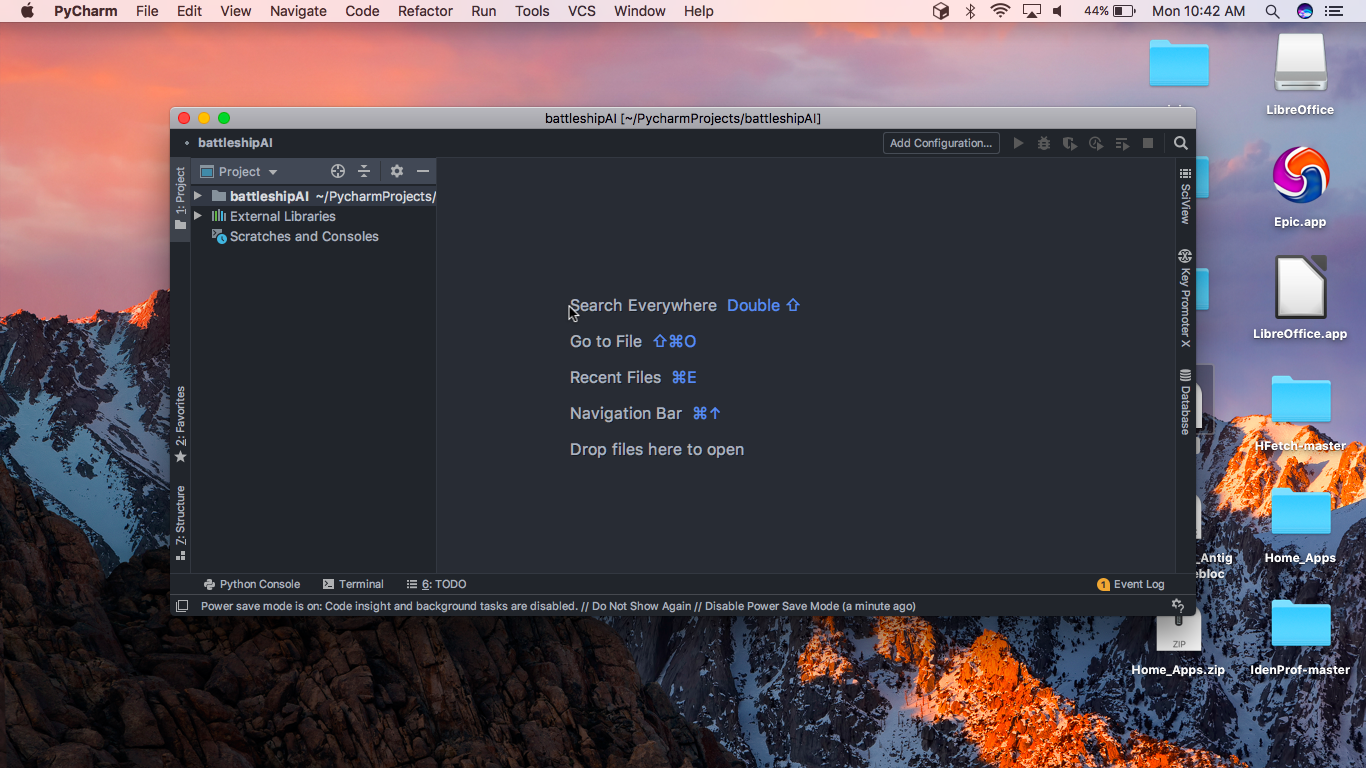 PyCharm File Edit View Navigate Code Refactor Run Tools VCS Window Help 44% Mon 10:42 AM
battleshipAI [~/PycharmProjects/battleshipAI]
battleshipAI Add Configuration...
Project
battleshipAI ~/PycharmProjects/
External Libraries
Scratches and Consoles
1: Project
2: Favorites
7: Structure
Search Everywhere Double ⇧
Go to File ⇧⌘O
Recent Files ⌘E
Navigation Bar ⌘↑
Drop files here to open
SciView
Key Promoter X
Database
Python Console Terminal 6: TODO 1 Event Log
Power save mode is on: Code insight and background tasks are disabled. // Do Not Show Again // Disable Power Save Mode (a minute ago)
LibreOffice
Epic.app
LibreOffice.app
HFetch-master
_Antig
ebloc
Home_Apps
ZIP
Home_Apps.zip
IdenProf-master